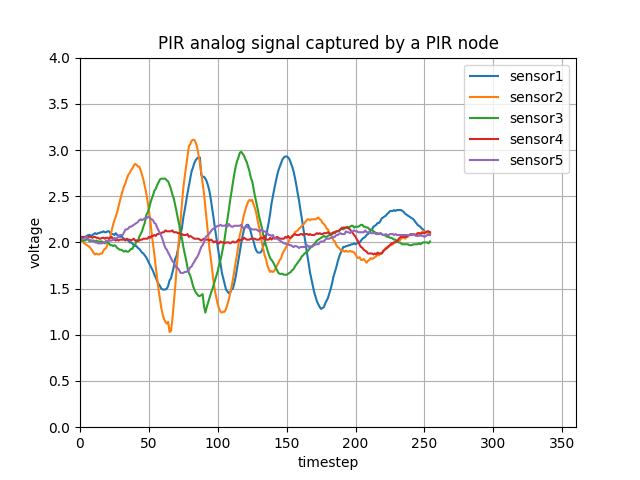 PIR analog signal captured by a PIR node
sensor1
sensor2
sensor3
sensor4
sensor5
voltage
4.0
3.5
3.0
2.5
2.0
1.5
1.0
0.5
0.0
0 50 100 150 200 250 300 350
timestep